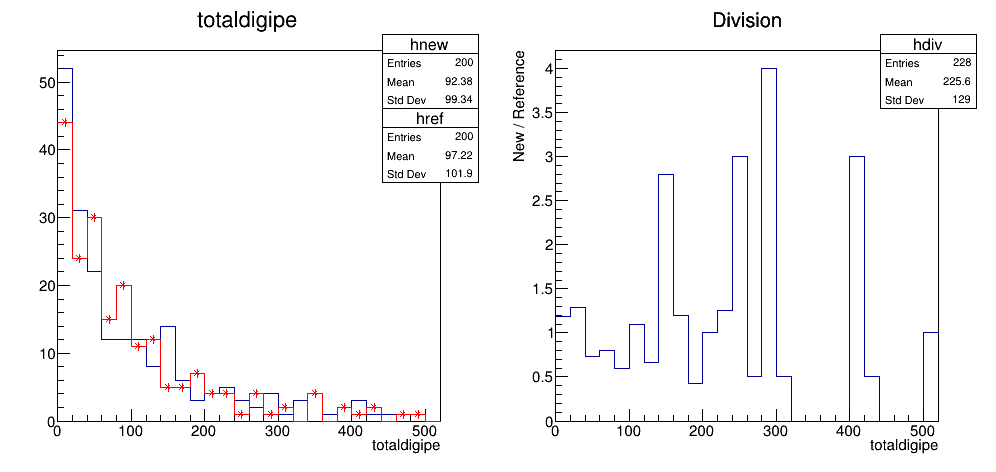 totaldigipe
hnew
Entries 200
Mean 92.38
Std Dev 99.34
href
Entries 200
Mean 97.22
Std Dev 101.9
50
40
30
20
10
0
0 100 200 300 400 500
totaldigipe
Division
hdiv
Entries 228
Mean 225.6
Std Dev 129
New / Reference
4
3.5
3
2.5
2
1.5
1
0.5
0
0 100 200 300 400 500
totaldigipe